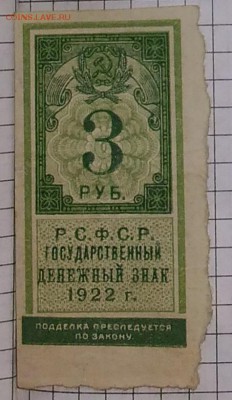 COINS.LAVE.RU
3
РУБ.
Р.С.Ф.С.Р.
ГОСУДАРСТВЕННЫЙ
ДЕНЕЖНЫЙ ЗНАК
1922 г.
ПОДДЕЛКА ПРЕСЛЕДУЕТСЯ
ПО ЗАКОНУ.